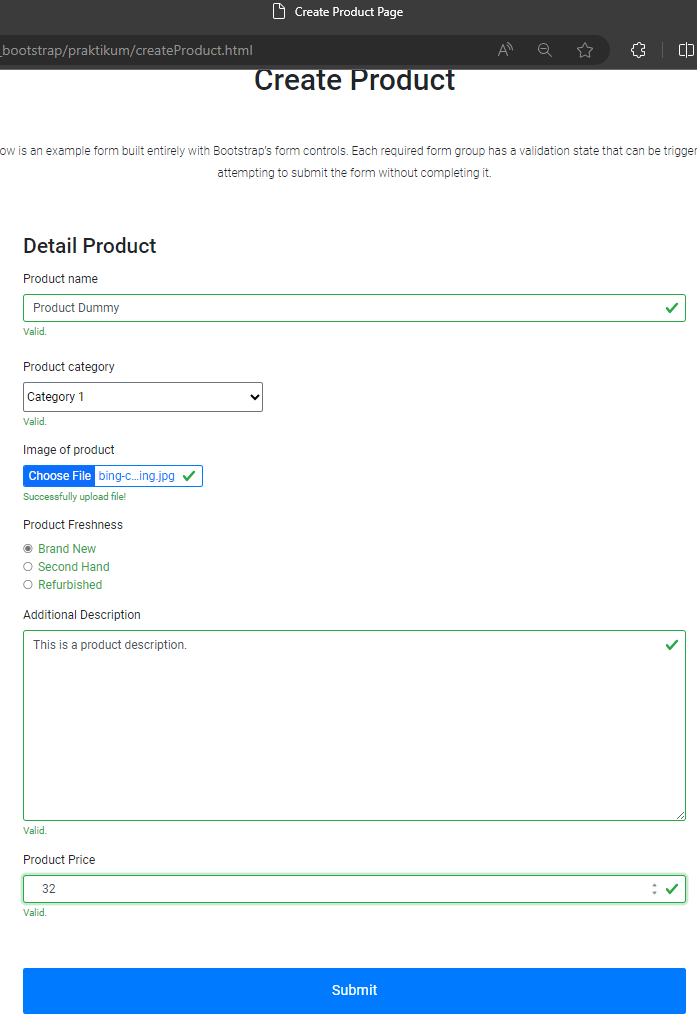 Create Product Page
_bootstrap/praktikum/createProduct.html
Create Product
ow is an example form built entirely with Bootstrap's form controls. Each required form group has a validation state that can be trigger
attempting to submit the form without completing it.
Detail Product
Product name
Product Dummy
Valid.
Product category
Category 1
Valid.
Image of product
Choose File bing-c...ing.jpg
Successfully upload file!
Product Freshness
Brand New
Second Hand
Refurbished
Additional Description
This is a product description.
Valid.
Product Price
32
Valid.
Submit